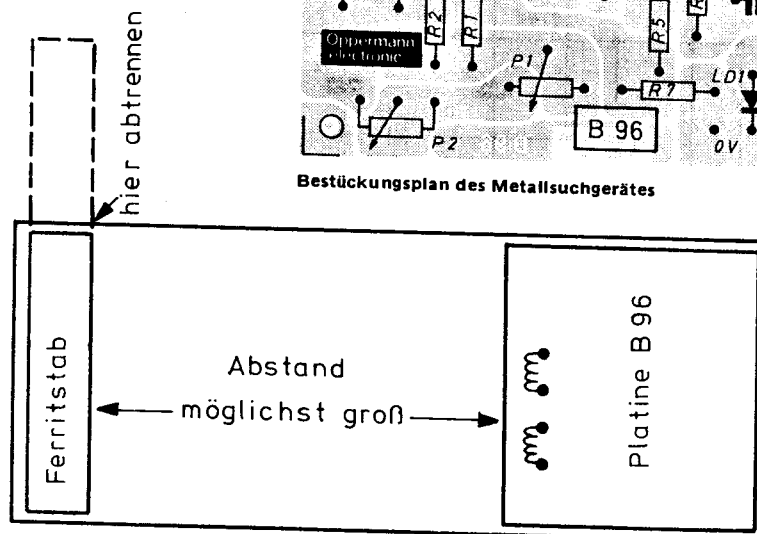 hier abtrennen
R2
R1
R5
R
Oppermann
electronic
P1
R7
LD1
P2
B 96
0V
Bestückungsplan des Metallsuchgerätes
Ferritstab
Abstand
möglichst groß
Platine B 96